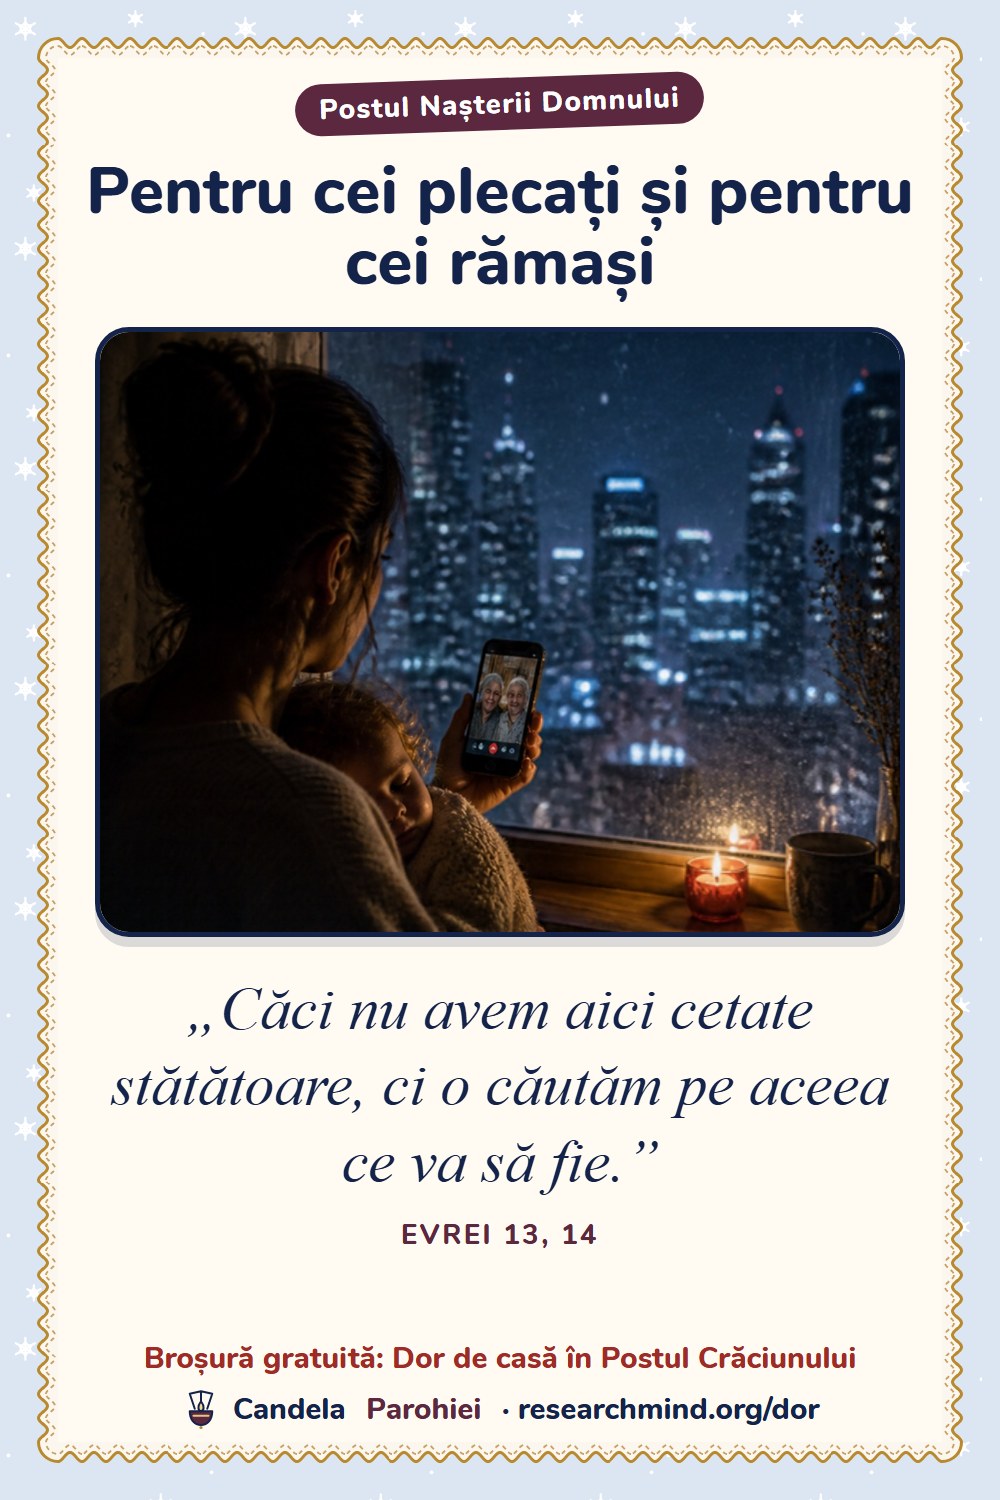 Postul Nașterii Domnului
Pentru cei plecați și pentru
cei rămași
„Căci nu avem aici cetate
stătătoare, ci o căutăm pe aceea
ce va să fie.”
EVREI 13, 14
Broșură gratuită: Dor de casă în Postul Crăciunului
Candela Parohiei · researchmind.org/dor